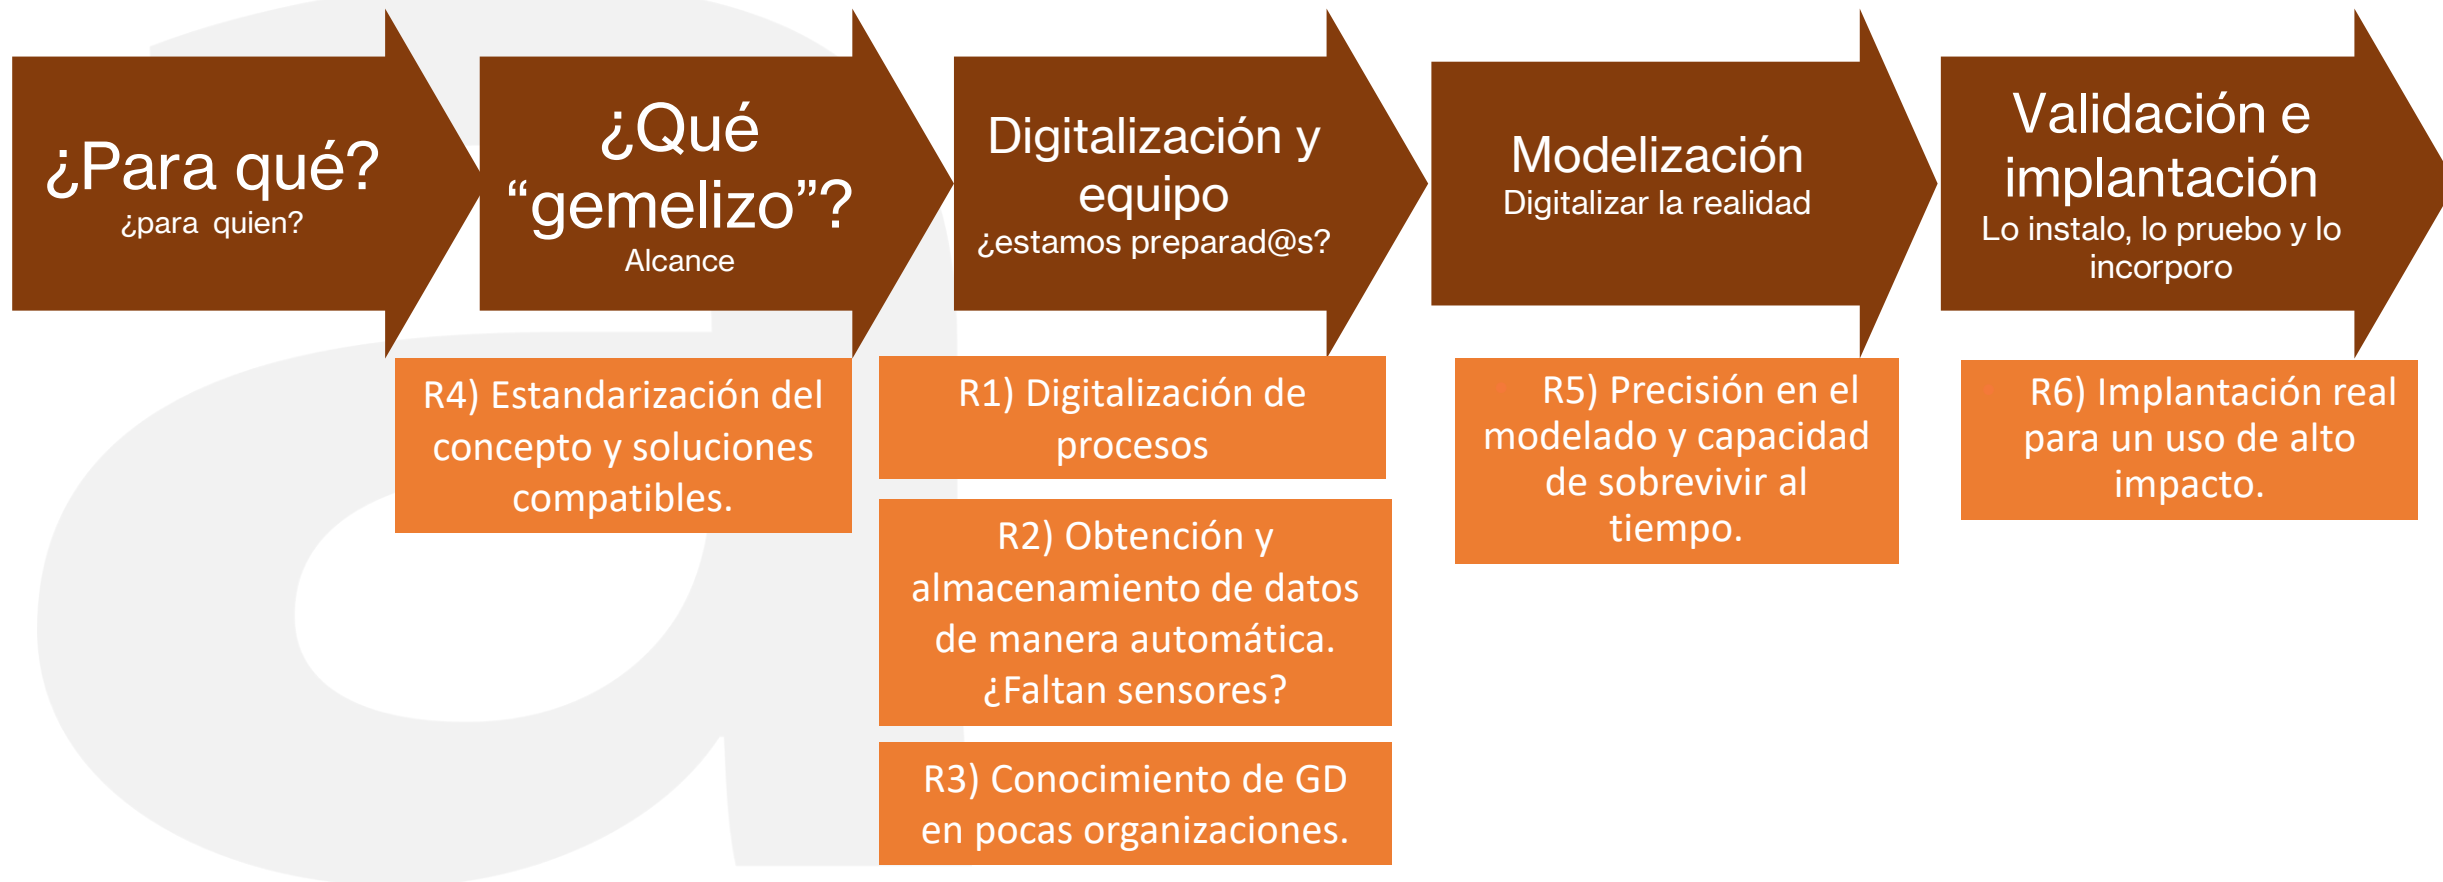 ¿Para qué?
¿para quien?
¿Qué
“gemelizo”?
Alcance
Digitalización y
equipo
¿estamos preparad@s?
Modelización
Digitalizar la realidad
Validación e
implantación
Lo instalo, lo pruebo y lo
incorporo
R4) Estandarización del
concepto y soluciones
compatibles.
R1) Digitalización de
procesos
R2) Obtención y
almacenamiento de datos
de manera automática.
¿Faltan sensores?
R3) Conocimiento de GD
en pocas organizaciones.
R5) Precisión en el
modelado y capacidad
de sobrevivir al
tiempo.
R6) Implantación real
para un uso de alto
impacto.